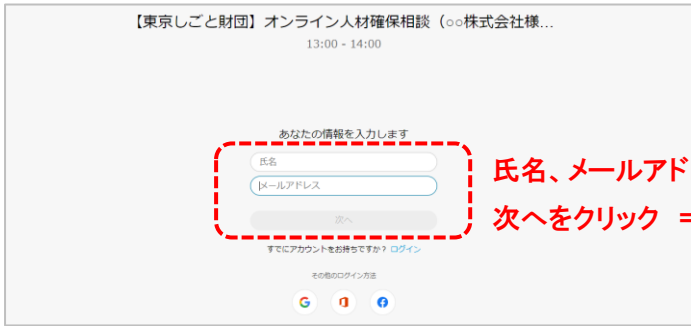 【東京しごと財団】オンライン人材確保相談（○○株式会社様...
13:00 - 14:00
あなたの情報を入力します
氏名
メールアドレス
次へ
氏名、メールアド
次へをクリック =
すでにアカウントをお持ちですか？ ログイン
その他のログイン方法